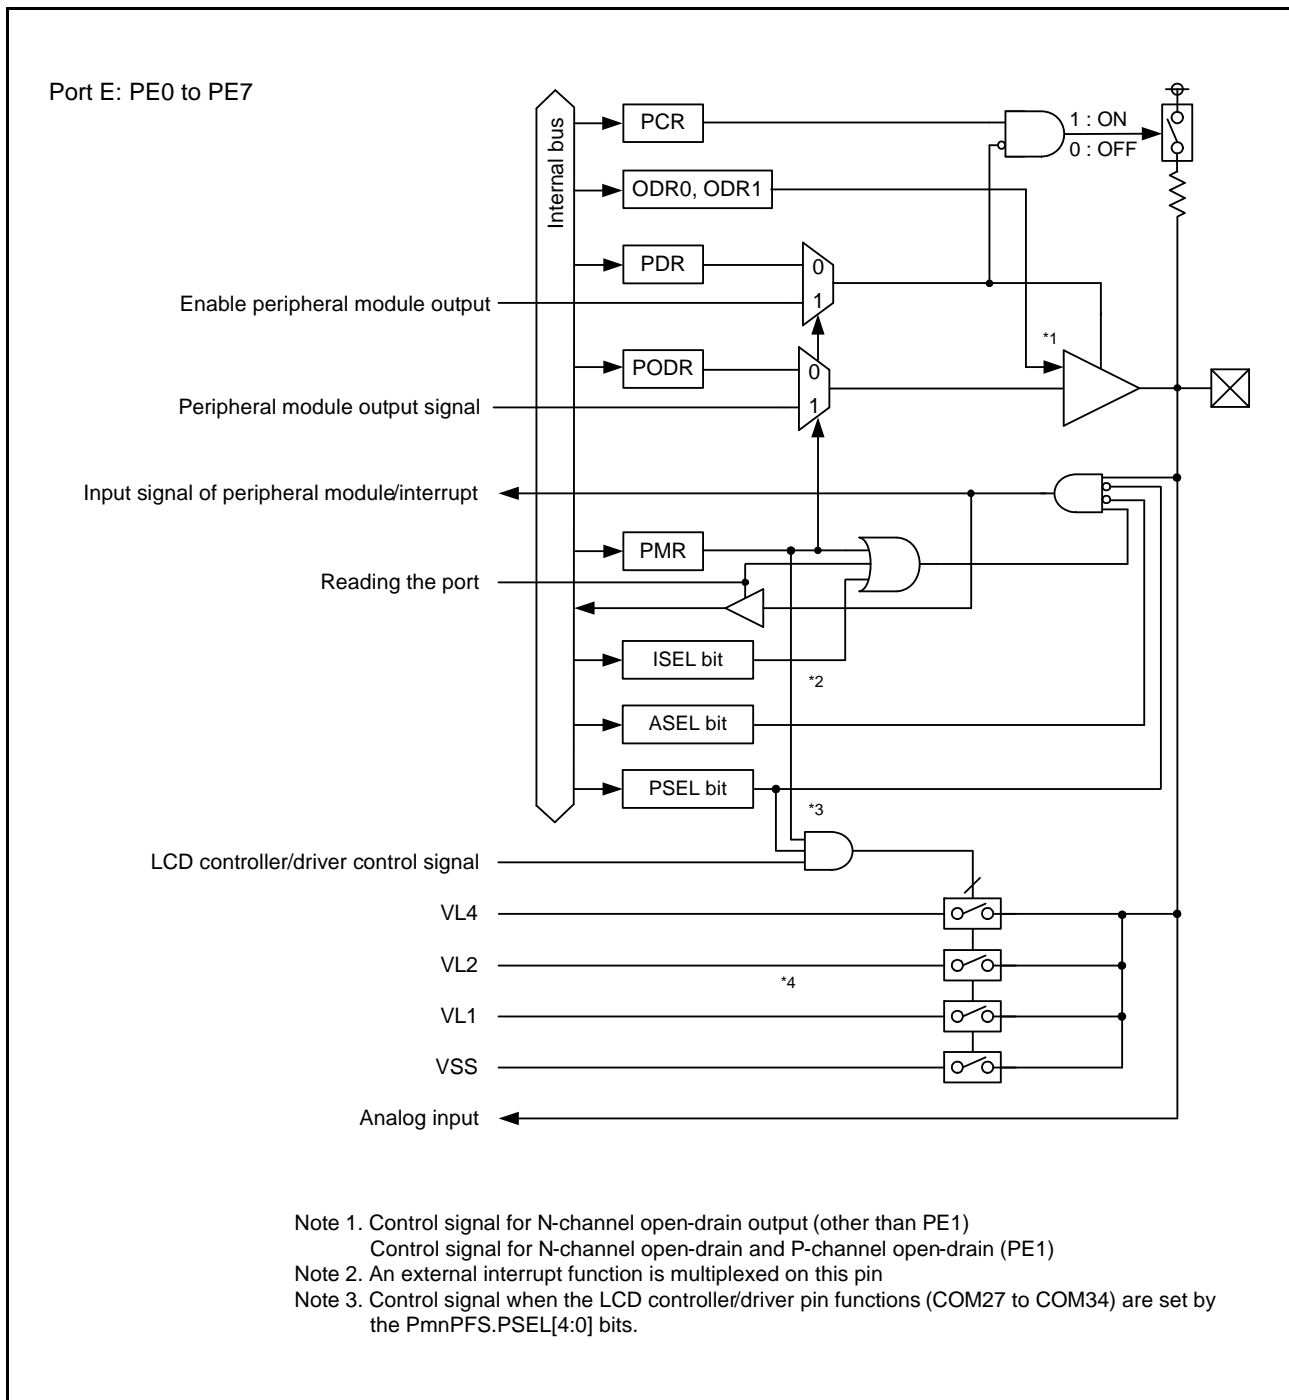 Port E: PE0 to PE7
Internal bus
PCR
1 : ON
0 : OFF
ODR0, ODR1
PDR
0
1
Enable peripheral module output
*1
PODR
0
1
Peripheral module output signal
Input signal of peripheral module/interrupt
PMR
Reading the port
ISEL bit
*2
ASEL bit
PSEL bit
*3
LCD controller/driver control signal
VL4
VL2
*4
VL1
VSS
Analog input
Note 1. Control signal for N-channel open-drain output (other than PE1)
Control signal for N-channel open-drain and P-channel open-drain (PE1)
Note 2. An external interrupt function is multiplexed on this pin
Note 3. Control signal when the LCD controller/driver pin functions (COM27 to COM34) are set by
the PmnPFS.PSEL[4:0] bits.